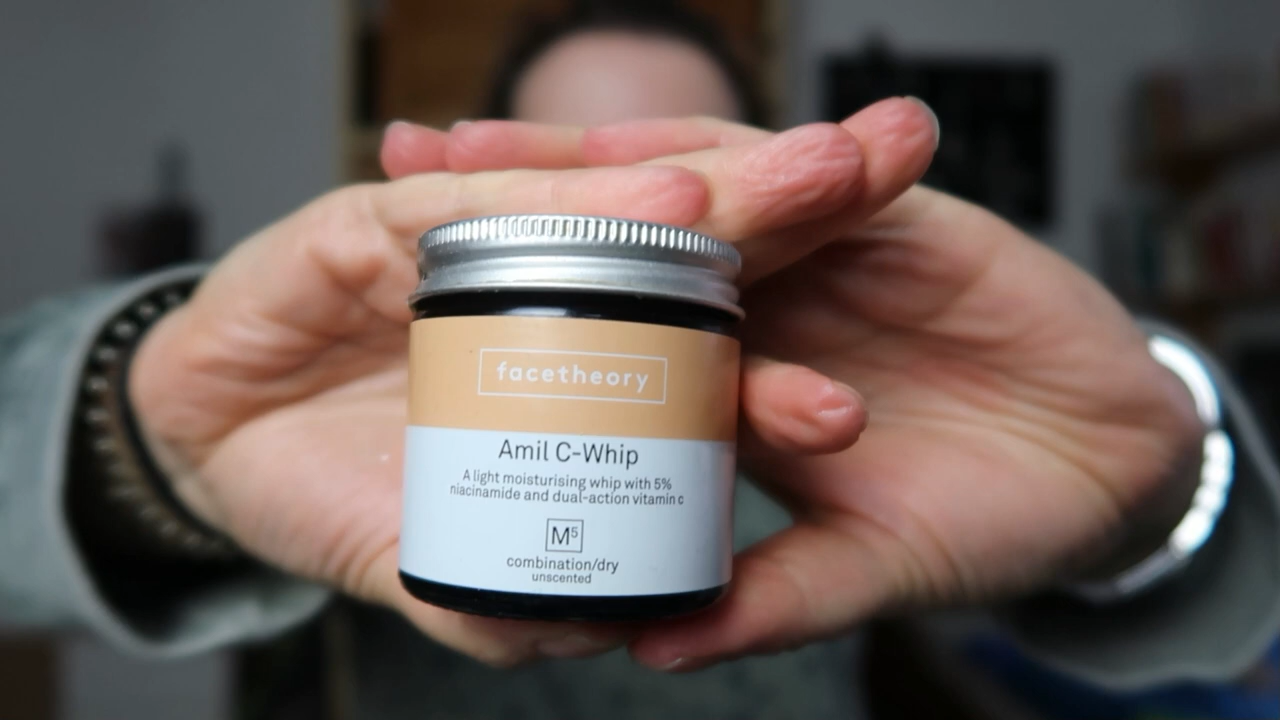 facetheory
Amil C-Whip
A light moisturising whip with 5%
niacinamide and dual-action vitamin c
M5
combination/dry
unscented